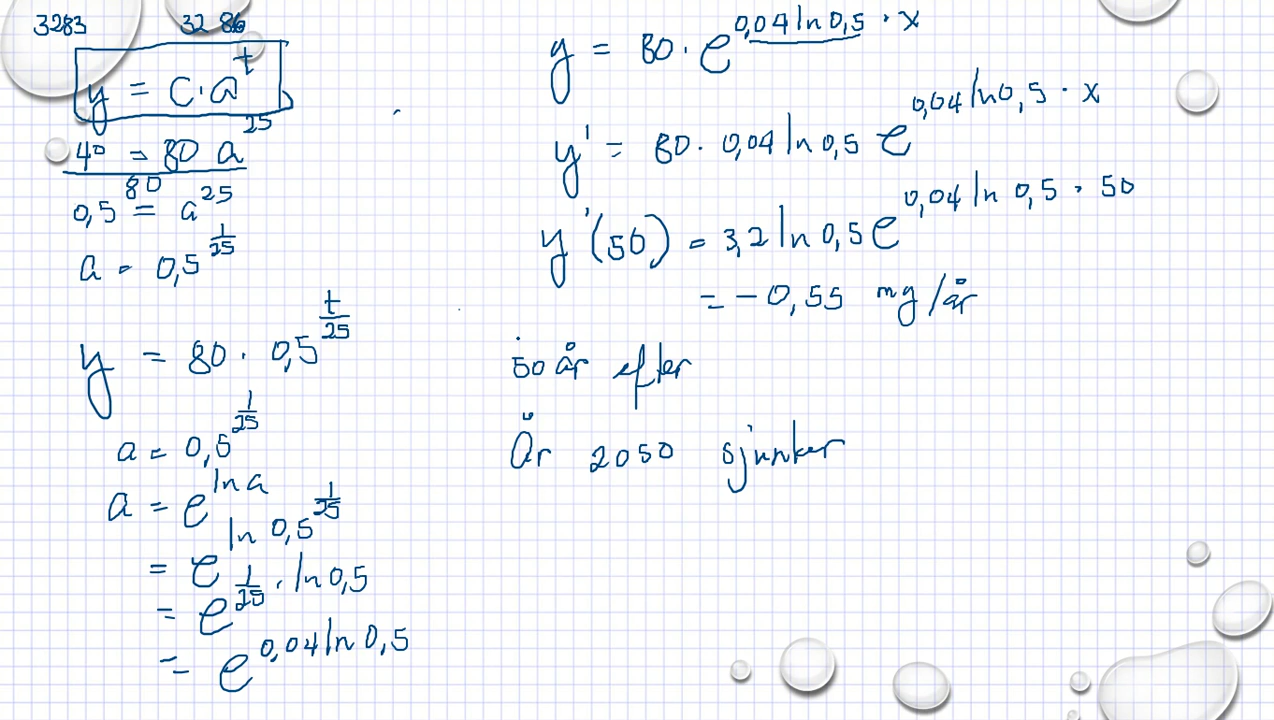 3283 3286
y = C·a^t
40 = 80 a^25
80
0,5 = a^25
a = 0,5^(1/25)
y = 80 · 0,5^(t/25)
a = 0,5^(1/25)
a = e^(ln a)
= e^(ln 0,5^(1/25))
= e^(1/25 · ln 0,5)
= e^(0,04 ln 0,5)
y = 80 · e^(0,04 ln 0,5 · x)
y' = 80 · 0,04 ln 0,5 e^(0,04 ln 0,5 · x)
y'(50) = 3,2 ln 0,5 e^(0,04 ln 0,5 · 50)
= -0,55 mg/år
50 år efter
År 2050 sjunker